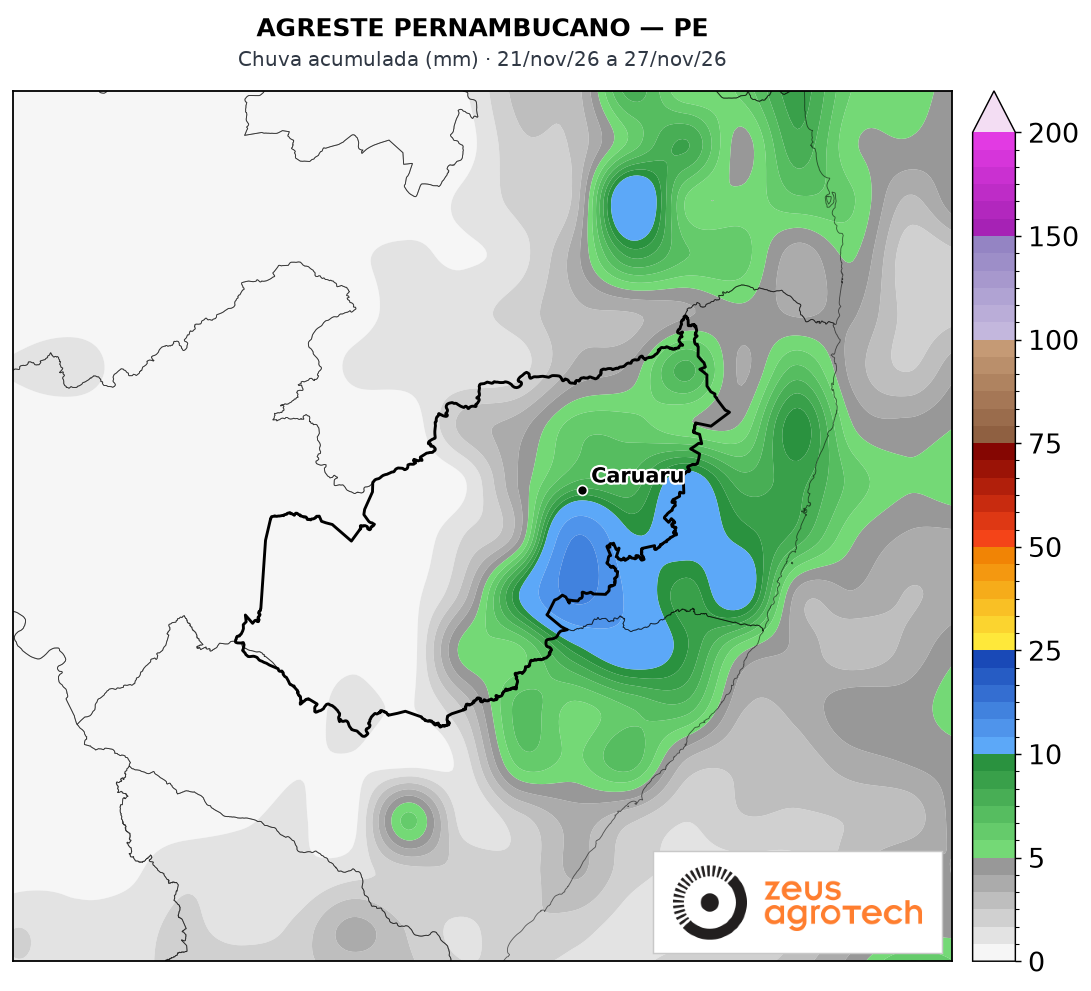 AGRESTE PERNAMBUCANO — PE
Chuva acumulada (mm) · 21/nov/26 a 27/nov/26
200
150
100
75
50
25
10
5
0
Caruaru
zeus
agrotech